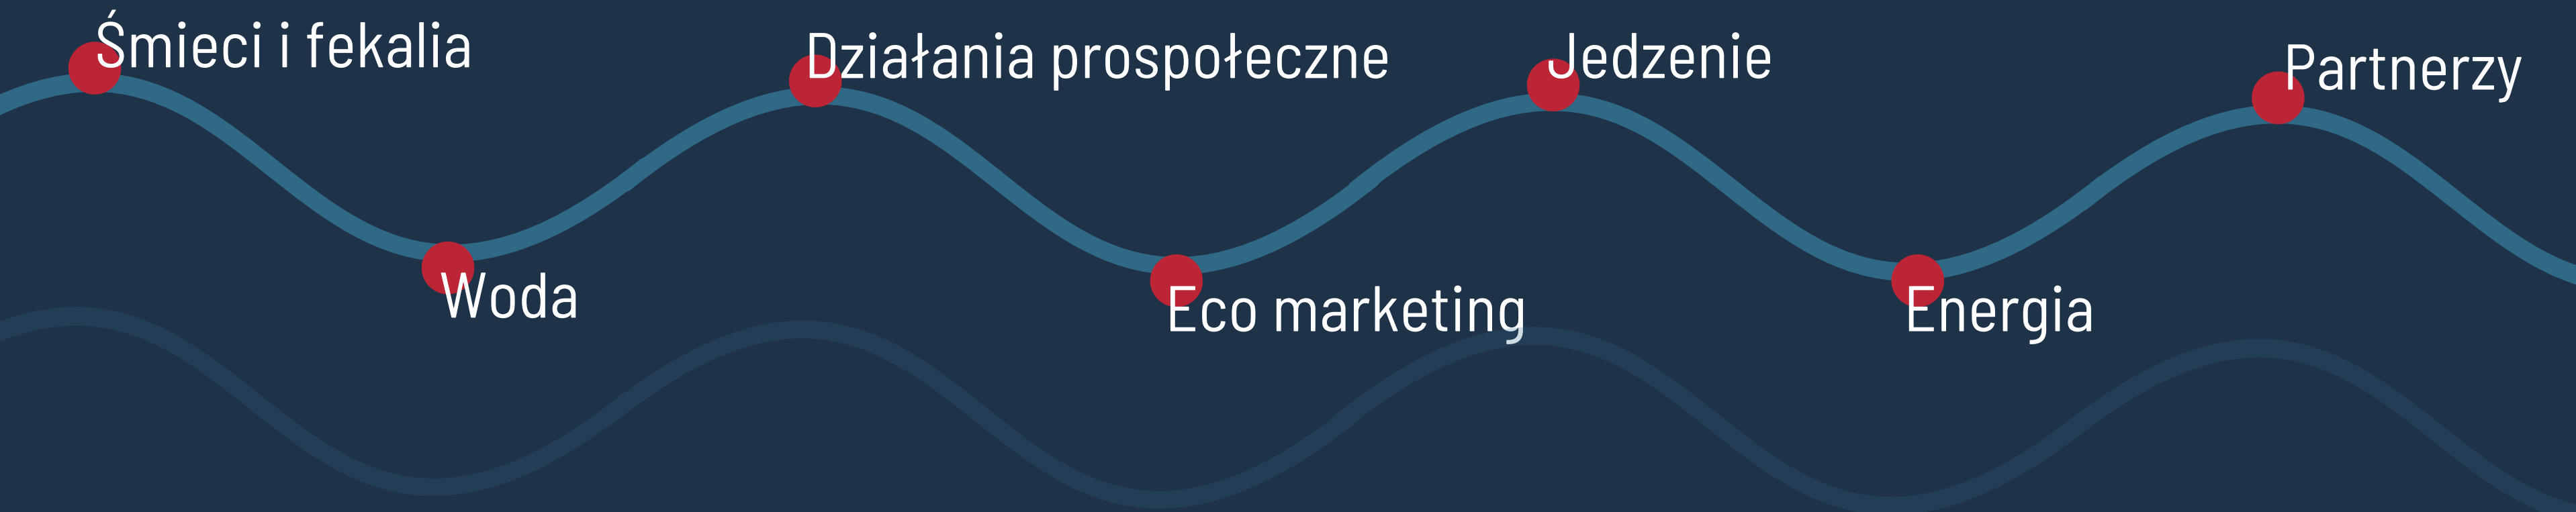 Śmieci i fekalia
Woda
Działania prospołeczne
Eco marketing
Jedzenie
Energia
Partnerzy